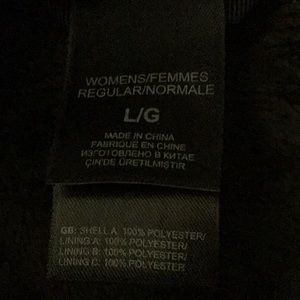 WOMENS/FEMMES
REGULAR/NORMALE
L/G
MADE IN CHINA
FABRIQUÉ EN CHINE
ИЗГОТОВЛЕНО В КИТАЕ
ÇIN'DE ÜRETILMIŞTIR
GB: SHELL A: 100% POLYESTER/
LINING A: 100% POLYESTER/
LINING B: 100% POLYESTER/
LINING C: 100% POLYESTER/